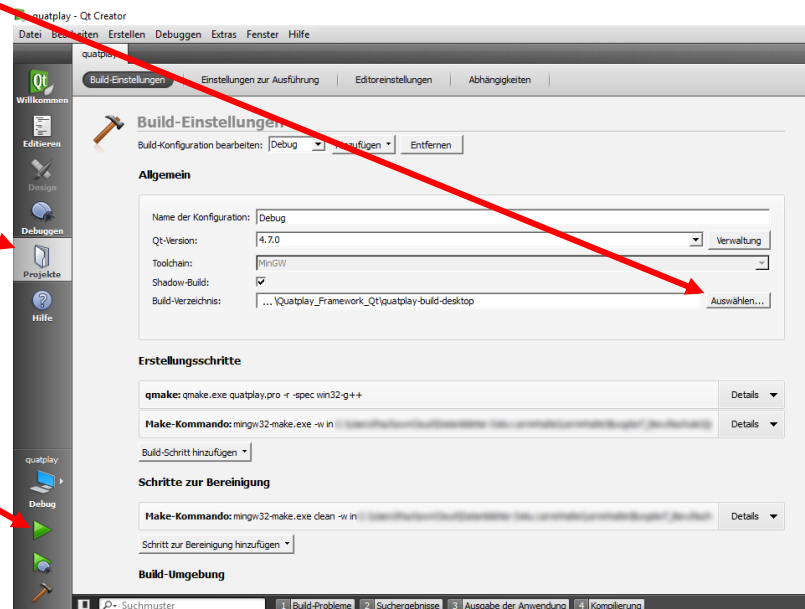 quatplay - Qt Creator
Datei Bearbeiten Erstellen Debuggen Extras Fenster Hilfe
quatplay
Build-Einstellungen Einstellungen zur Ausführung Editoreinstellungen Abhängigkeiten
Willkommen
Editieren
Design
Debuggen
Projekte
Hilfe
Build-Einstellungen
Build-Konfiguration bearbeiten: Debug Hinzufügen Entfernen
Allgemein
Name der Konfiguration: Debug
Qt-Version: 4.7.0 Verwaltung
Toolchain: MinGW
Shadow-Build:
Build-Verzeichnis: ... \Quatplay_Framework_Qt\quatplay-build-desktop Auswählen...
Erstellungsschritte
qmake: qmake.exe quatplay.pro -r -spec win32-g++ Details
Make-Kommando: mingw32-make.exe -w in Details
Build-Schritt hinzufügen
Schritte zur Bereinigung
Make-Kommando: mingw32-make.exe clean -w in Details
Schritt zur Bereinigung hinzufügen
Build-Umgebung
quatplay
Debug
Suchmuster 1 Build-Probleme 2 Suchergebnisse 3 Ausgabe der Anwendung 4 Kompilierung